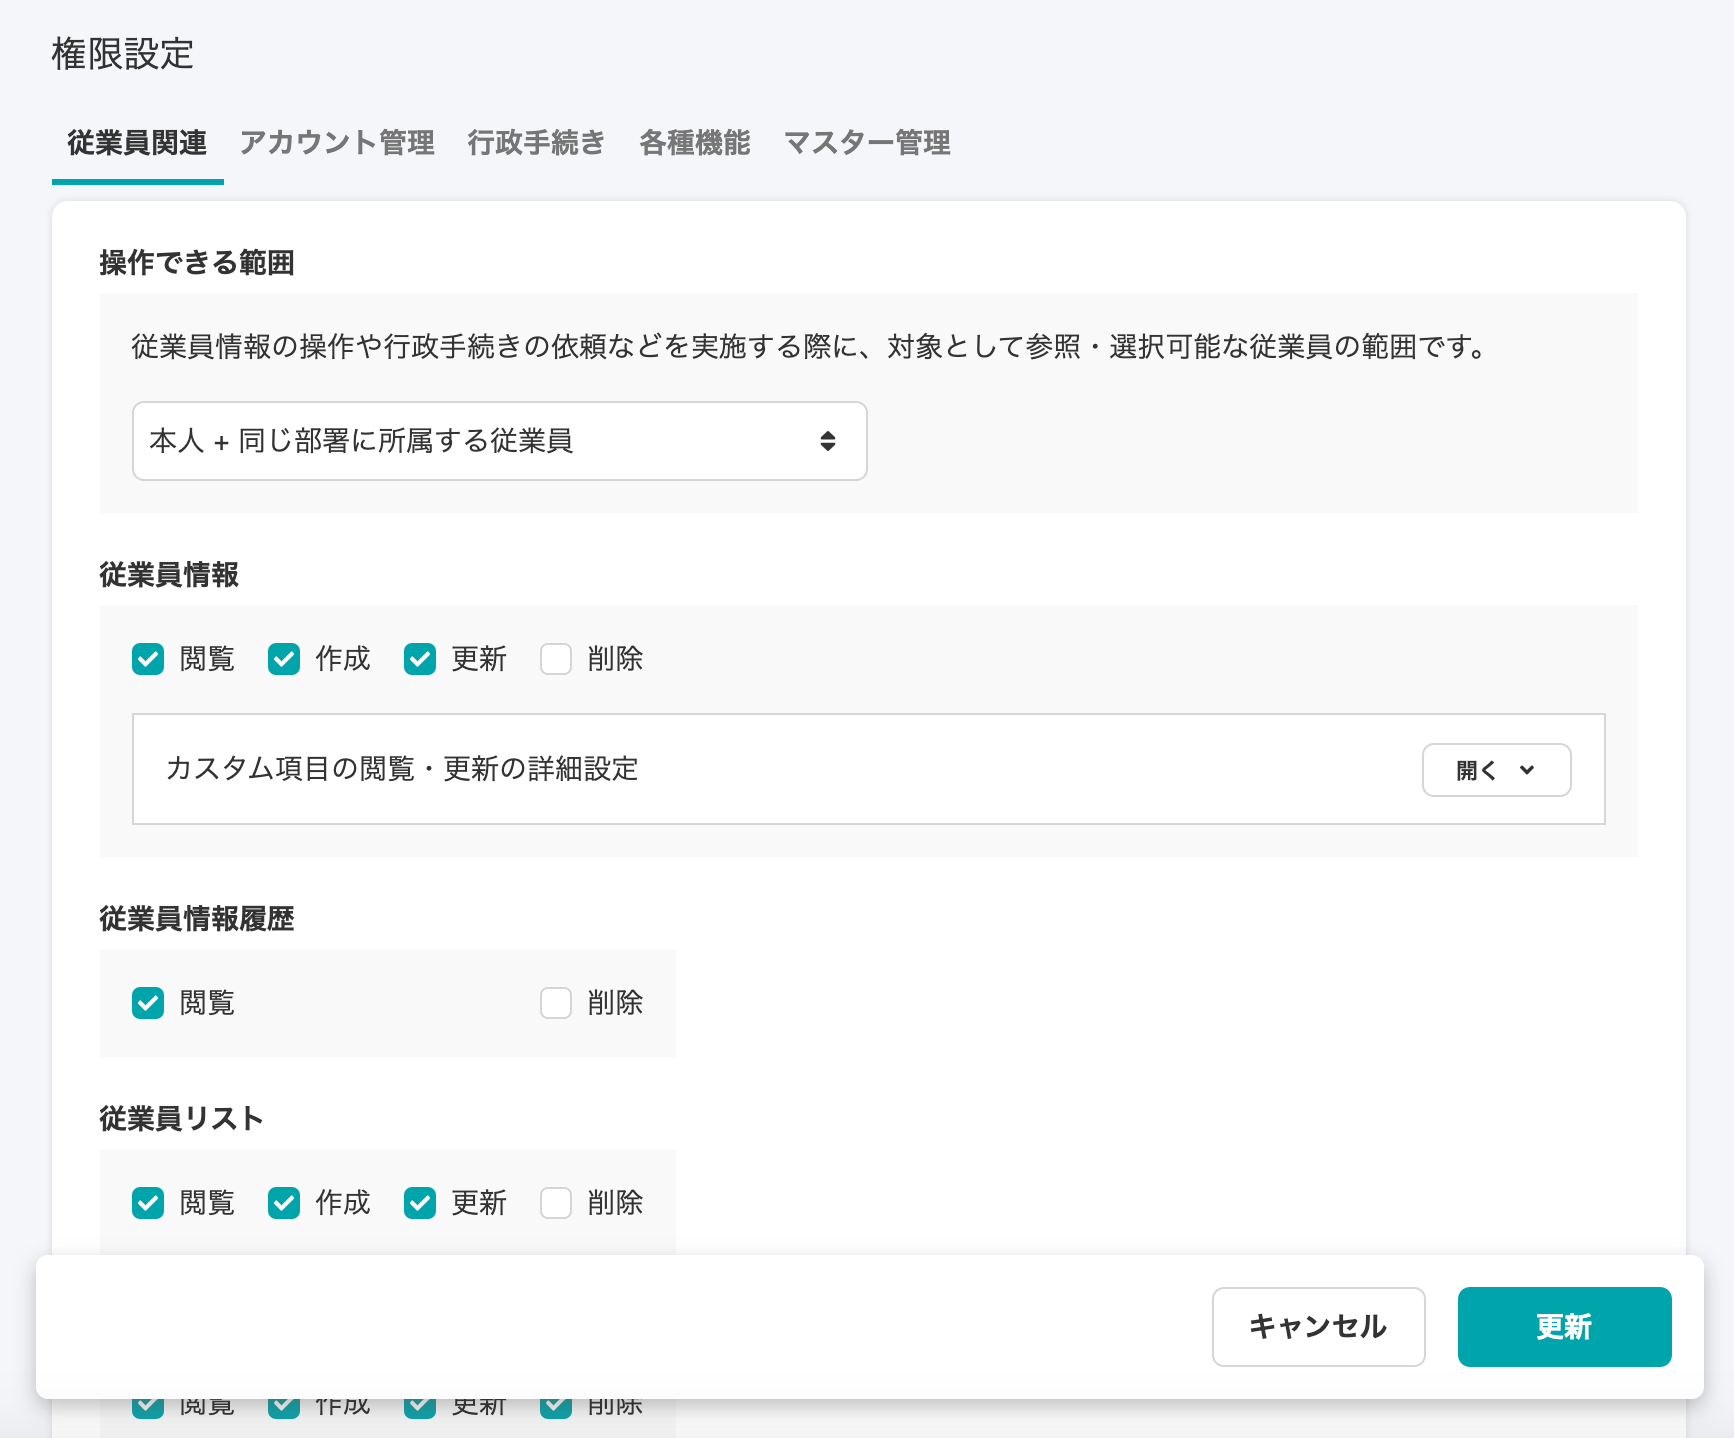 権限設定
従業員関連 アカウント管理 行政手続き 各種機能 マスター管理
操作できる範囲
従業員情報の操作や行政手続きの依頼などを実施する際に、対象として参照・選択可能な従業員の範囲です。
本人 + 同じ部署に所属する従業員
従業員情報
閲覧 作成 更新 削除
カスタム項目の閲覧・更新の詳細設定 開く
従業員情報履歴
閲覧 削除
従業員リスト
閲覧 作成 更新 削除
キャンセル 更新
閲覧 作成 更新 削除